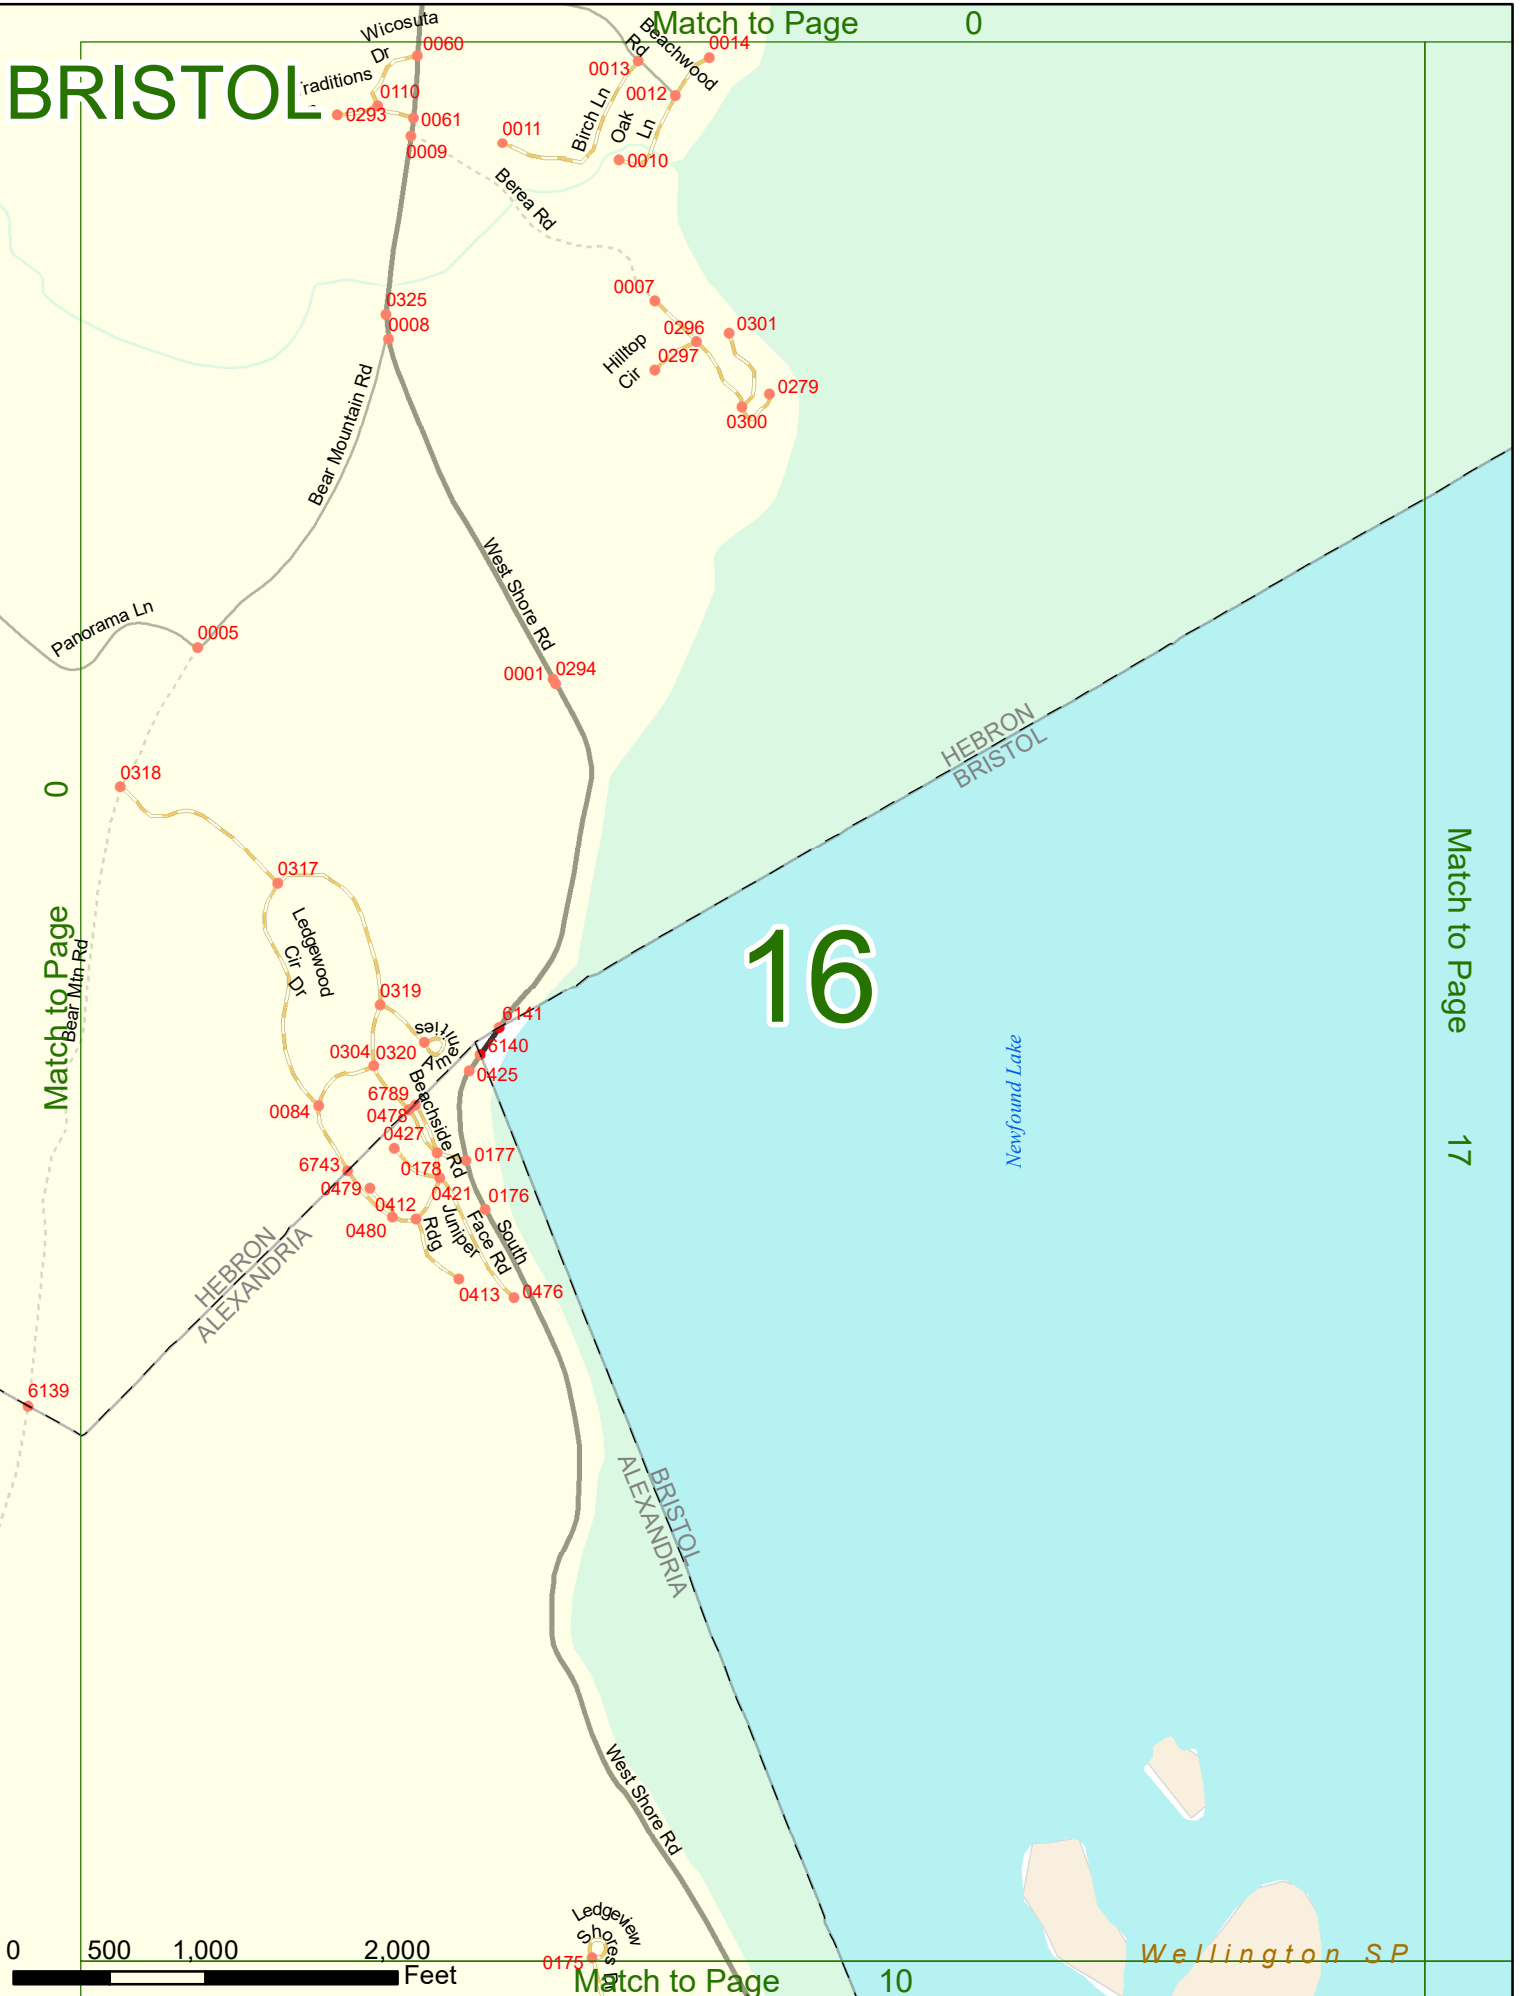 Match to Page 0
BRISTOL
Wicosuta
Dr
0060
raditions
0110
0293
0061
0009
Beachwood
Rd
0014
0013
0012
Birch Ln
Oak
Ln
0011
0010
Berea Rd
0007
0325
0008
0296
0301
Hilltop
Cir
0297
0279
0300
Bear Mountain Rd
West Shore Rd
Panorama Ln
0005
0001
0294
HEBRON
BRISTOL
0318
0
Match to Page
Bear Mtn Rd
0317
Ledgewood
Cir Dr
16
Match to Page
17
0319
6141
Amenities
6140
0304
0320
0425
Newfound Lake
0084
6789
0478
Beachside Rd
0427
0177
6743
0178
0479
0421
0412
0176
0480
Rdg
Juniper
Face Rd
South
HEBRON
ALEXANDRIA
0413
0476
6139
BRISTOL
ALEXANDRIA
West Shore Rd
Ledgeview
Shores Dr
0175
Wellington SP
0 500 1,000 2,000
Feet
Match to Page 10